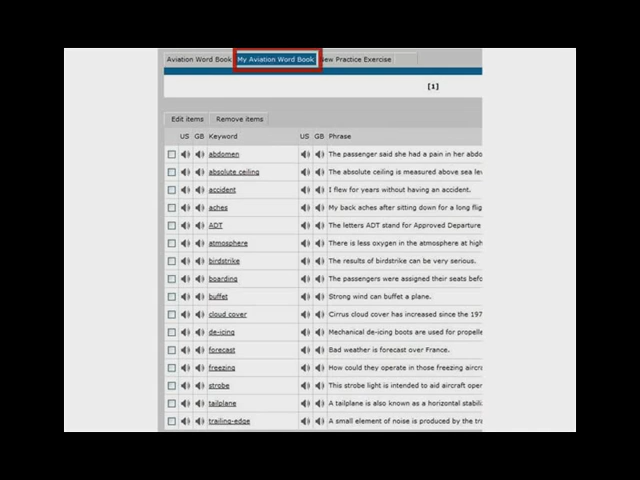 Aviation Word Book My Aviation Word Book New Practice Exercise
[1]
Edit items Remove items
US GB Keyword US GB Phrase
abdomen The passenger said she had a pain in her abdo
absolute ceiling The absolute ceiling is measured above sea le
accident I flew for years without having an accident.
aches My back aches after sitting down for a long flig
ADT The letters ADT stand for Approved Departure
atmosphere There is less oxygen in the atmosphere at high
birdstrike The results of birdstrike can be very serious.
boarding The passengers were assigned their seats befo
buffet Strong wind can buffet a plane.
cloud cover Cirrus cloud cover has increased since the 197
de-icing Mechanical de-icing boots are used for propelle
forecast Bad weather is forecast over France.
freezing How could they operate in those freezing aircra
strobe This strobe light is intended to aid aircraft oper
tailplane A tailplane is also known as a horizontal stabili
trailing-edge A small element of noise is produced by the tra